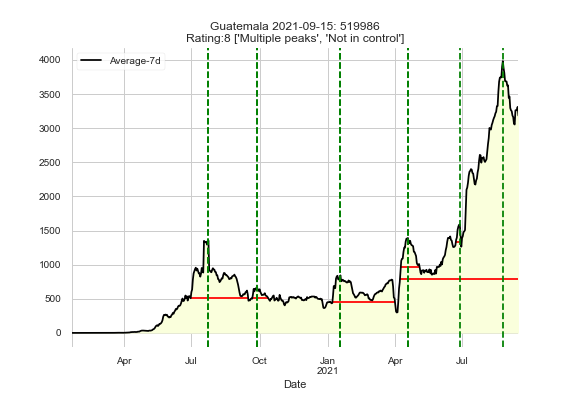 Guatemala 2021-09-15: 519986
Rating:8 ['Multiple peaks', 'Not in control']
Average-7d
4000
3500
3000
2500
2000
1500
1000
500
0
Apr
Jul
Oct
Jan
2021
Apr
Jul
Date